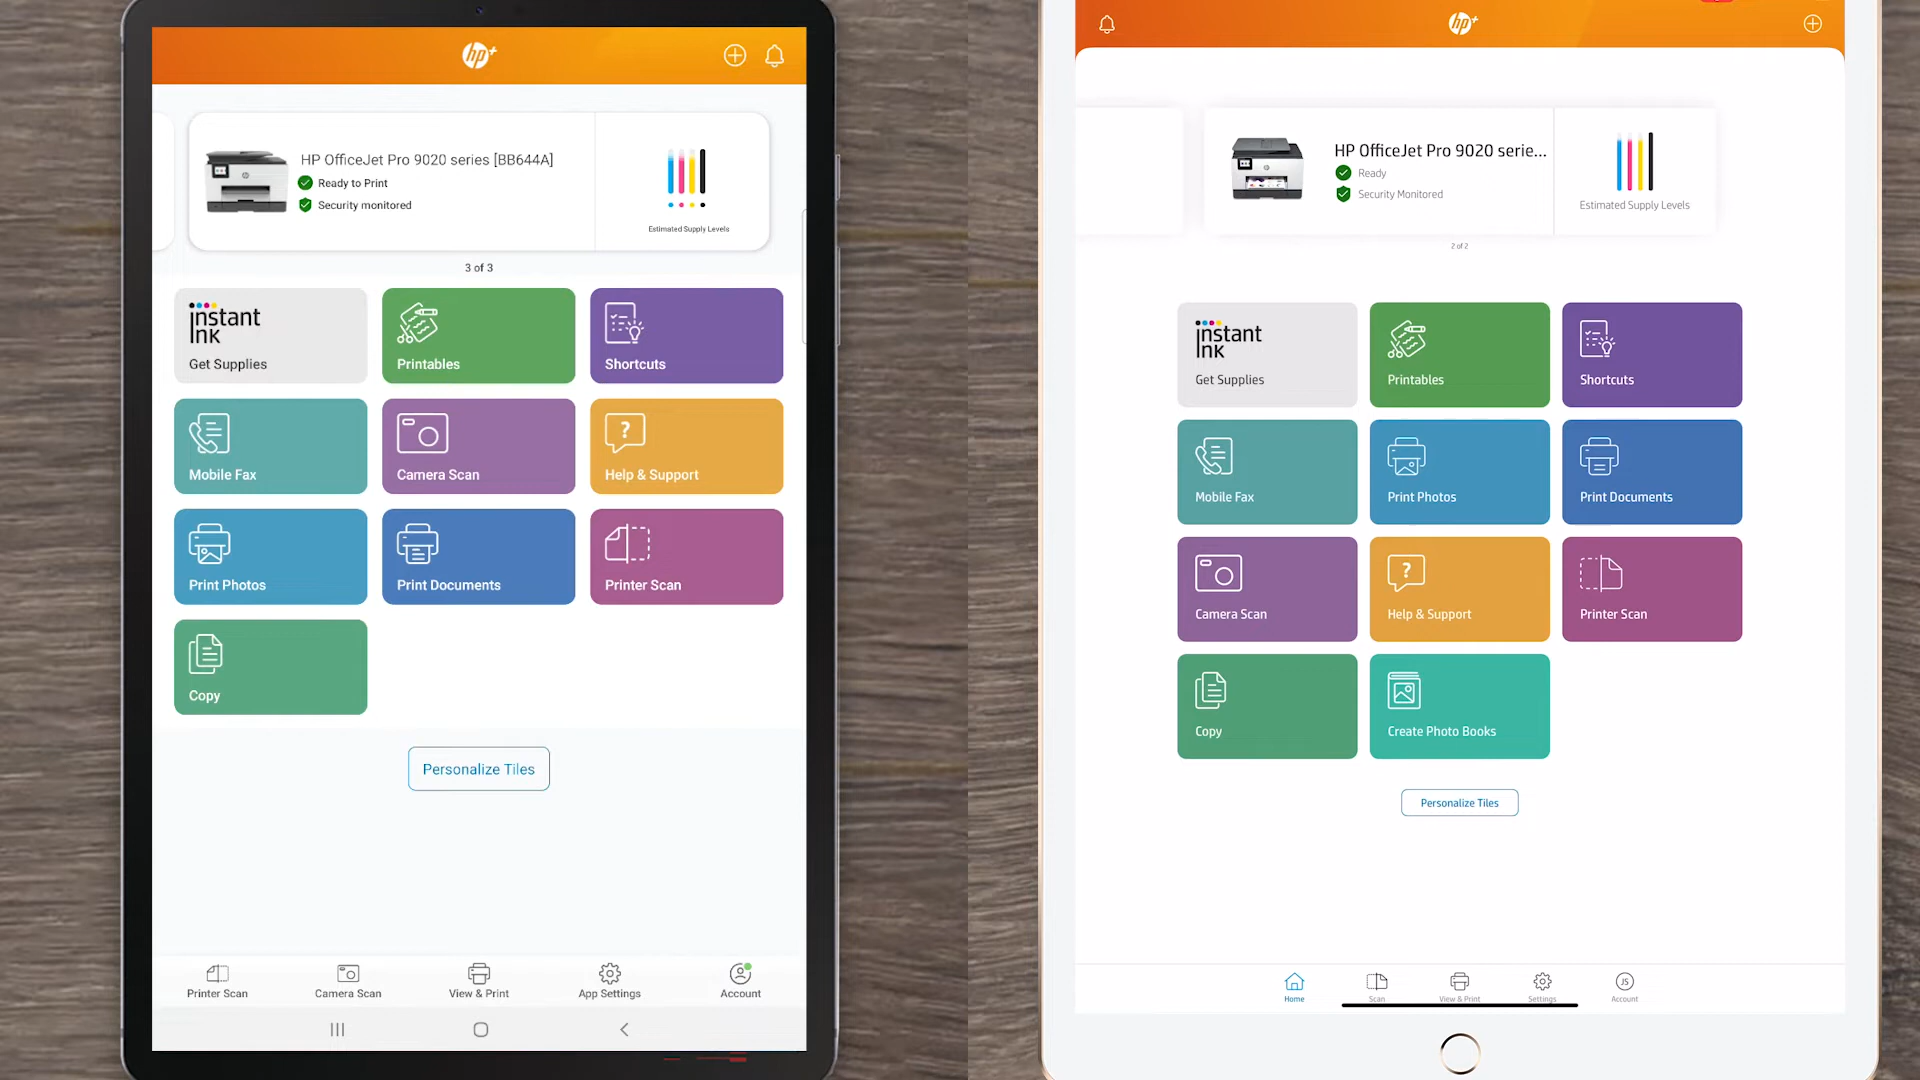 hp+
HP OfficeJet Pro 9020 series [BB644A]
Ready to Print
Security monitored
Estimated Supply Levels
3 of 3
instant
ink
Get Supplies
Printables
Shortcuts
Mobile Fax
Camera Scan
Help & Support
Print Photos
Print Documents
Printer Scan
Copy
Personalize Tiles
Printer Scan
Camera Scan
View & Print
App Settings
Account
hp+
HP OfficeJet Pro 9020 serie...
Ready
Security Monitored
Estimated Supply Levels
2 of 2
instant
ink
Get Supplies
Printables
Shortcuts
Mobile Fax
Print Photos
Print Documents
Camera Scan
Help & Support
Printer Scan
Copy
Create Photo Books
Personalize Tiles
Home
Scan
View & Print
Settings
JS
Account